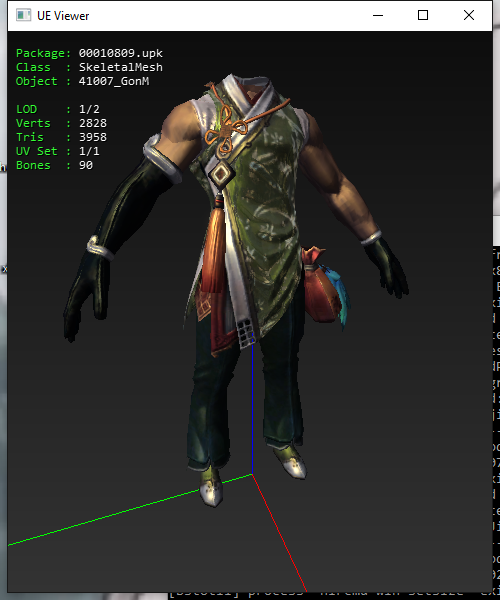 UE Viewer
Package: 00010809.upk
Class : SkeletalMesh
Object : 41007_GonM
LOD : 1/2
Verts : 2828
Tris : 3958
UV Set : 1/1
Bones : 90